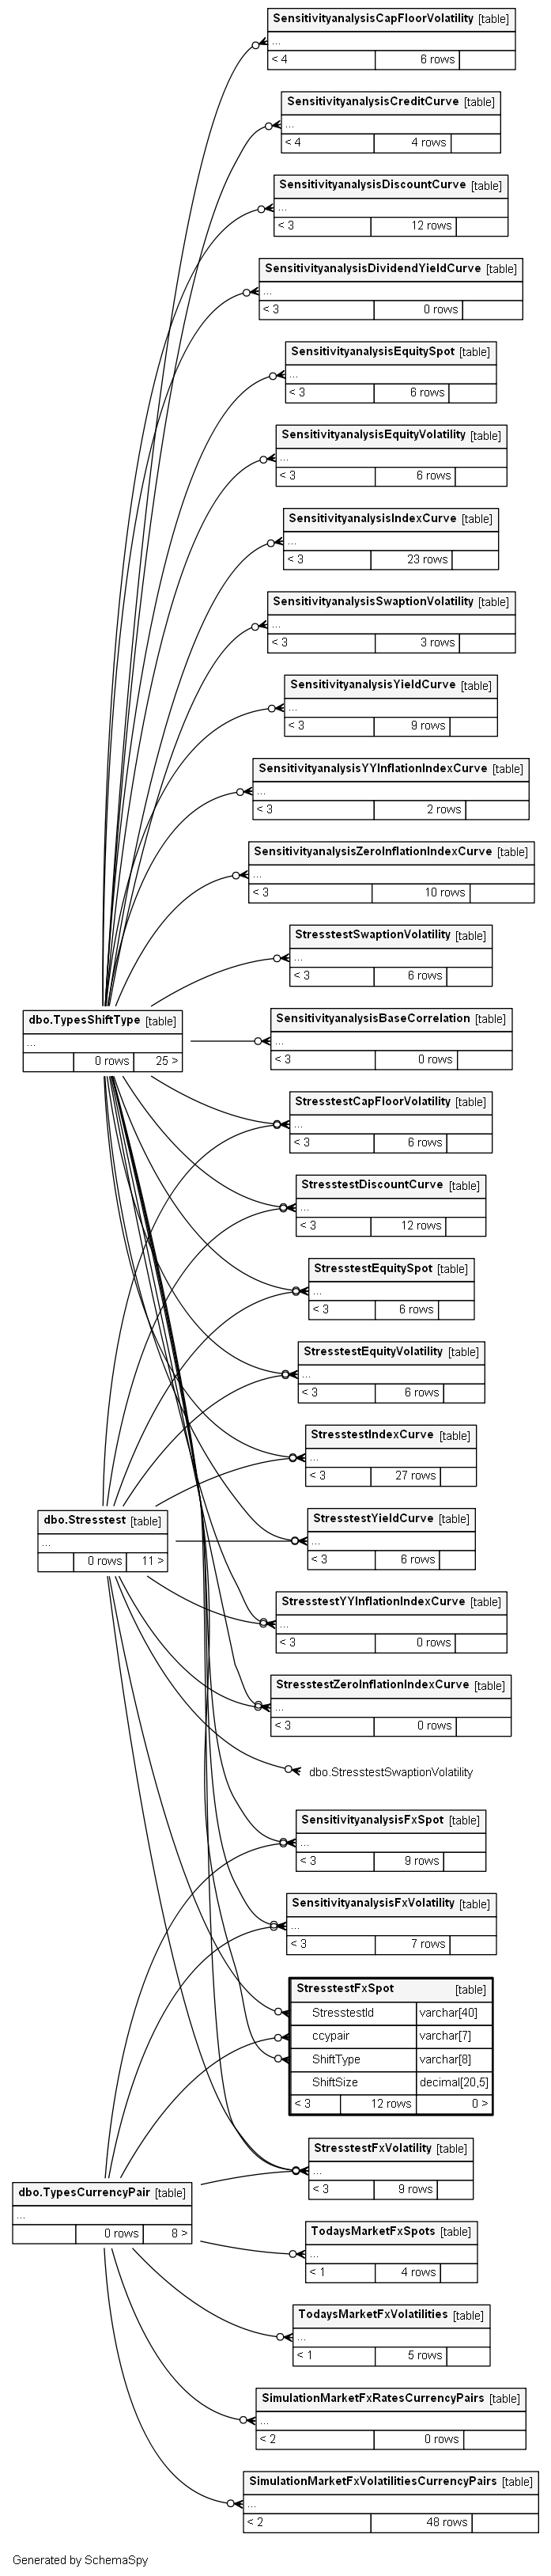 SensitivityanalysisCapFloorVolatility [table]
...
< 4 6 rows
SensitivityanalysisCreditCurve [table]
...
< 4 4 rows
SensitivityanalysisDiscountCurve [table]
...
< 3 12 rows
SensitivityanalysisDividendYieldCurve [table]
...
< 3 0 rows
SensitivityanalysisEquitySpot [table]
...
< 3 6 rows
SensitivityanalysisEquityVolatility [table]
...
< 3 6 rows
SensitivityanalysisIndexCurve [table]
...
< 3 23 rows
SensitivityanalysisSwaptionVolatility [table]
...
< 3 3 rows
SensitivityanalysisYieldCurve [table]
...
< 3 9 rows
SensitivityanalysisYYInflationIndexCurve [table]
...
< 3 2 rows
SensitivityanalysisZeroInflationIndexCurve [table]
...
< 3 10 rows
StresstestSwaptionVolatility [table]
...
< 3 6 rows
dbo.TypesShiftType [table]
...
0 rows 25 >
SensitivityanalysisBaseCorrelation [table]
...
< 3 0 rows
StresstestCapFloorVolatility [table]
...
< 3 6 rows
StresstestDiscountCurve [table]
...
< 3 12 rows
StresstestEquitySpot [table]
...
< 3 6 rows
StresstestEquityVolatility [table]
...
< 3 6 rows
StresstestIndexCurve [table]
...
< 3 27 rows
dbo.Stresstest [table]
...
0 rows 11 >
StresstestYieldCurve [table]
...
< 3 6 rows
StresstestYYInflationIndexCurve [table]
...
< 3 0 rows
StresstestZeroInflationIndexCurve [table]
...
< 3 0 rows
dbo.StresstestSwaptionVolatility
SensitivityanalysisFxSpot [table]
...
< 3 9 rows
SensitivityanalysisFxVolatility [table]
...
< 3 7 rows
StresstestFxSpot [table]
StresstestId varchar[40]
ccypair varchar[7]
ShiftType varchar[8]
ShiftSize decimal[20,5]
< 3 12 rows 0 >
StresstestFxVolatility [table]
...
< 3 9 rows
dbo.TypesCurrencyPair [table]
...
0 rows 8 >
TodaysMarketFxSpots [table]
...
< 1 4 rows
TodaysMarketFxVolatilities [table]
...
< 1 5 rows
SimulationMarketFxRatesCurrencyPairs [table]
...
< 2 0 rows
SimulationMarketFxVolatilitiesCurrencyPairs [table]
...
< 2 48 rows
Generated by SchemaSpy